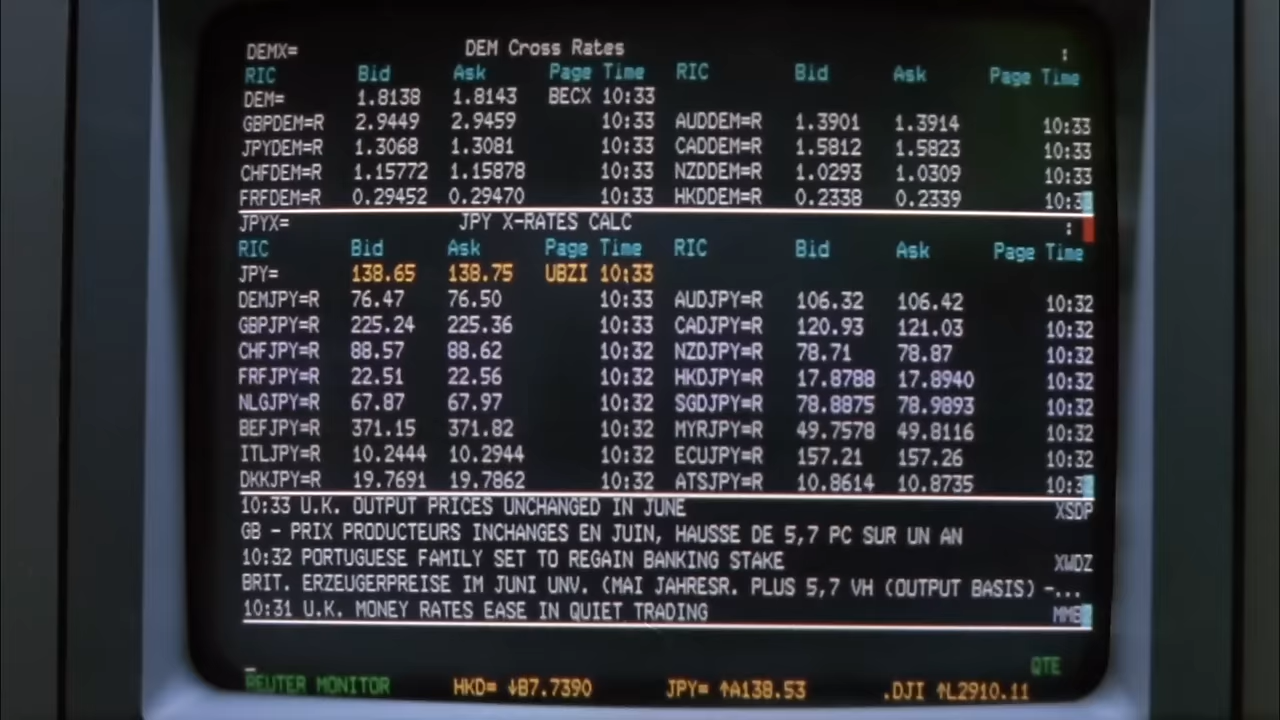 DEMX= DEM Cross Rates :
RIC Bid Ask Page Time RIC Bid Ask Page Time
DEM= 1.8138 1.8143 BECX 10:33
GBPDEM=R 2.9449 2.9459 10:33 AUDDEM=R 1.3901 1.3914 10:33
JPYDEM=R 1.3068 1.3081 10:33 CADDEM=R 1.5812 1.5823 10:33
CHFDEM=R 1.15772 1.15878 10:33 NZDDEM=R 1.0293 1.0309 10:33
FRFDEM=R 0.29452 0.29470 10:33 HKDDEM=R 0.2338 0.2339 10:33
JPYX= JPY X-RATES CALC :
RIC Bid Ask Page Time RIC Bid Ask Page Time
JPY= 138.65 138.75 UBZI 10:33
DEMJPY=R 76.47 76.50 10:33 AUDJPY=R 106.32 106.42 10:32
GBPJPY=R 225.24 225.36 10:33 CADJPY=R 120.93 121.03 10:32
CHFJPY=R 88.57 88.62 10:32 NZDJPY=R 78.71 78.87 10:32
FRFJPY=R 22.51 22.56 10:32 HKDJPY=R 17.8788 17.8940 10:32
NLGJPY=R 67.87 67.97 10:32 SGDJPY=R 78.8875 78.9893 10:32
BEFJPY=R 371.15 371.82 10:32 MYRJPY=R 49.7578 49.8116 10:32
ITLJPY=R 10.2444 10.2944 10:32 ECUJPY=R 157.21 157.26 10:32
DKKJPY=R 19.7691 19.7862 10:32 ATSJPY=R 10.8614 10.8735
10:33 U.K. OUTPUT PRICES UNCHANGED IN JUNE XSDP
GB - PRIX PRODUCTEURS INCHANGES EN JUIN, HAUSSE DE 5,7 PC SUR UN AN
10:32 PORTUGUESE FAMILY SET TO REGAIN BANKING STAKE XWDZ
BRIT. ERZEUGERPREISE IM JUNI UNV. (MAI JAHRESR. PLUS 5,7 VH (OUTPUT BASIS) -...
10:31 U.K. MONEY RATES EASE IN QUIET TRADING
QTE
REUTER MONITOR HKD= ↓B7.7390 JPY= ↑A138.53 .DJI ↑L2910.11